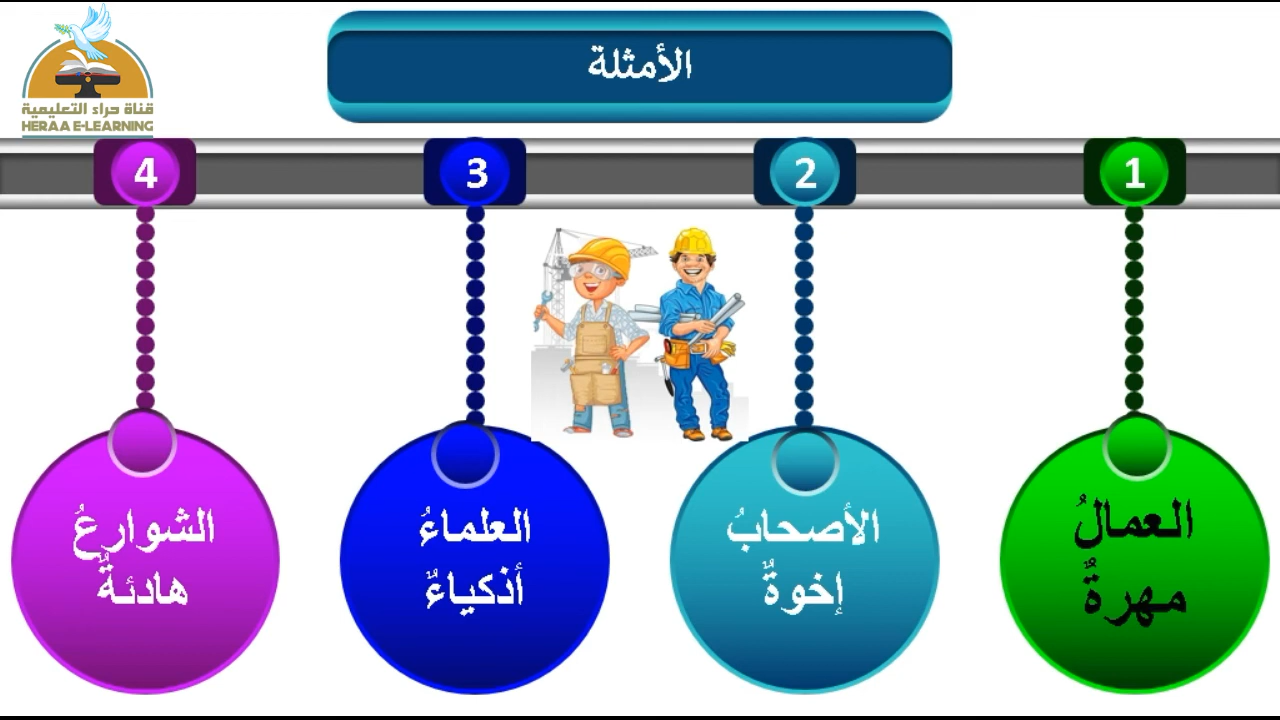 الأمثلة
قناة حراء التعليمية
HERAA E-LEARNING
1
2
3
4
العمالُ
مهرةٌ
الأصحابُ
إخوةٌ
العلماءُ
أذكياءٌ
الشوارعُ
هادئةٌ